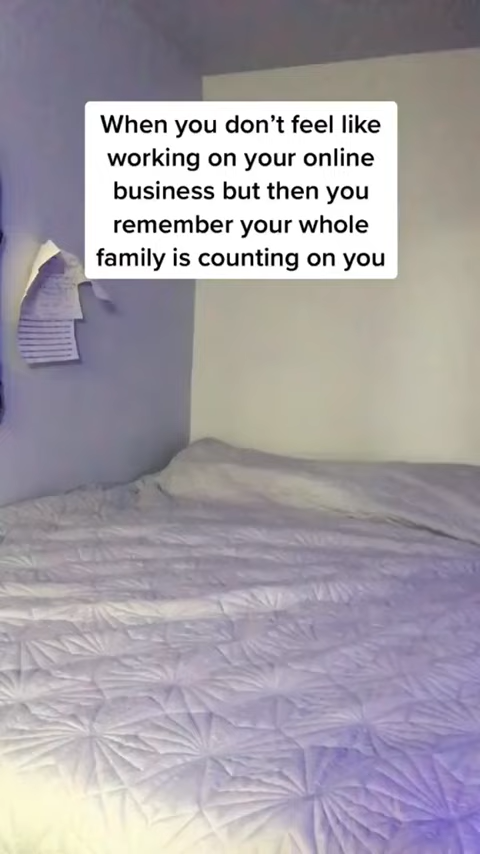 When you don’t feel like
working on your online
business but then you
remember your whole
family is counting on you